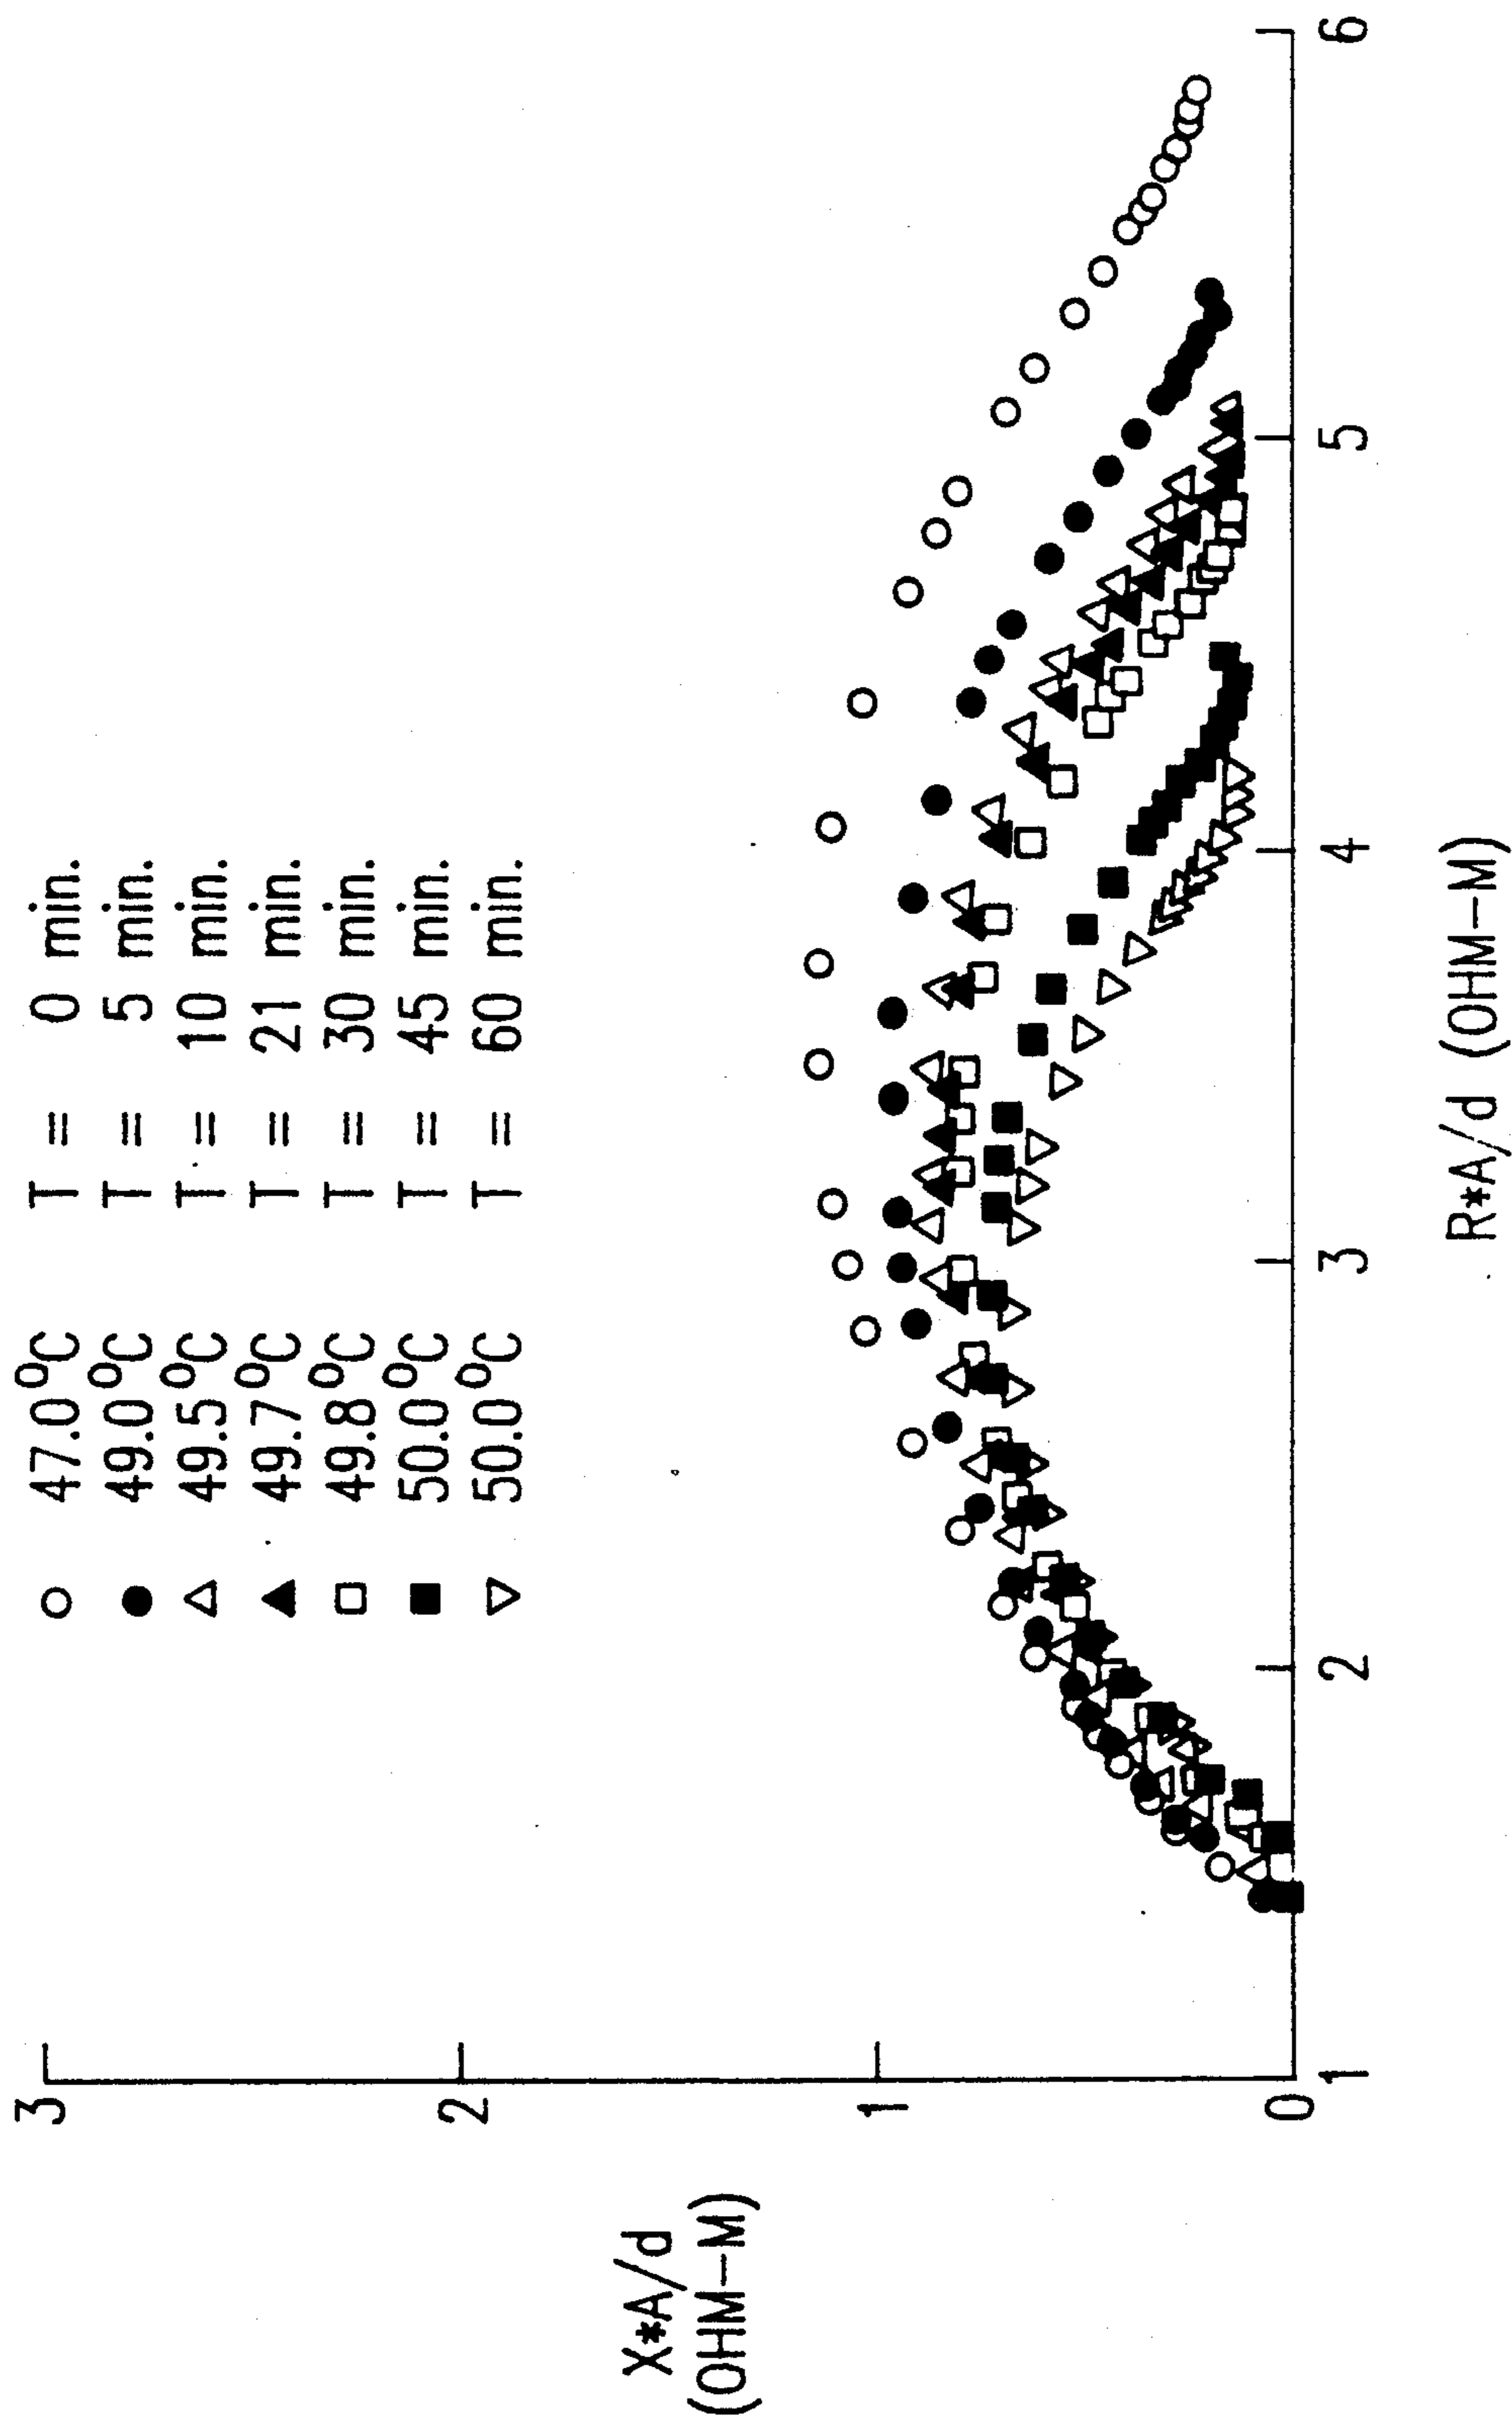 ○ 47.0 °C T = 0 min.
● 49.0 °C T = 5 min.
△ 49.5 °C T = 10 min.
▲ 49.7 °C T = 21 min.
□ 49.8 °C T = 30 min.
■ 50.0 °C T = 45 min.
▽ 50.0 °C T = 60 min.
3
2
1
0
X*A/d
(OHM-M)
1 2 3 4 5 6
R*A/d (OHM-M)